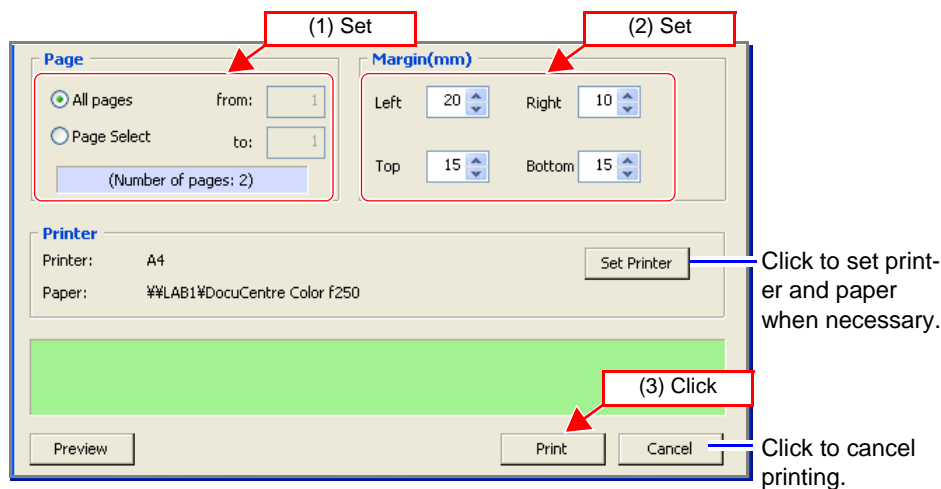 (1) Set
(2) Set
Page
Margin(mm)
All pages from: 1
Page Select to: 1
(Number of pages: 2)
Left 20 Right 10
Top 15 Bottom 15
Printer
Printer: A4
Paper: ¥¥LAB1¥DocuCentre Color f250
Set Printer
Click to set print-
er and paper
when necessary.
(3) Click
Preview
Print
Cancel
Click to cancel
printing.